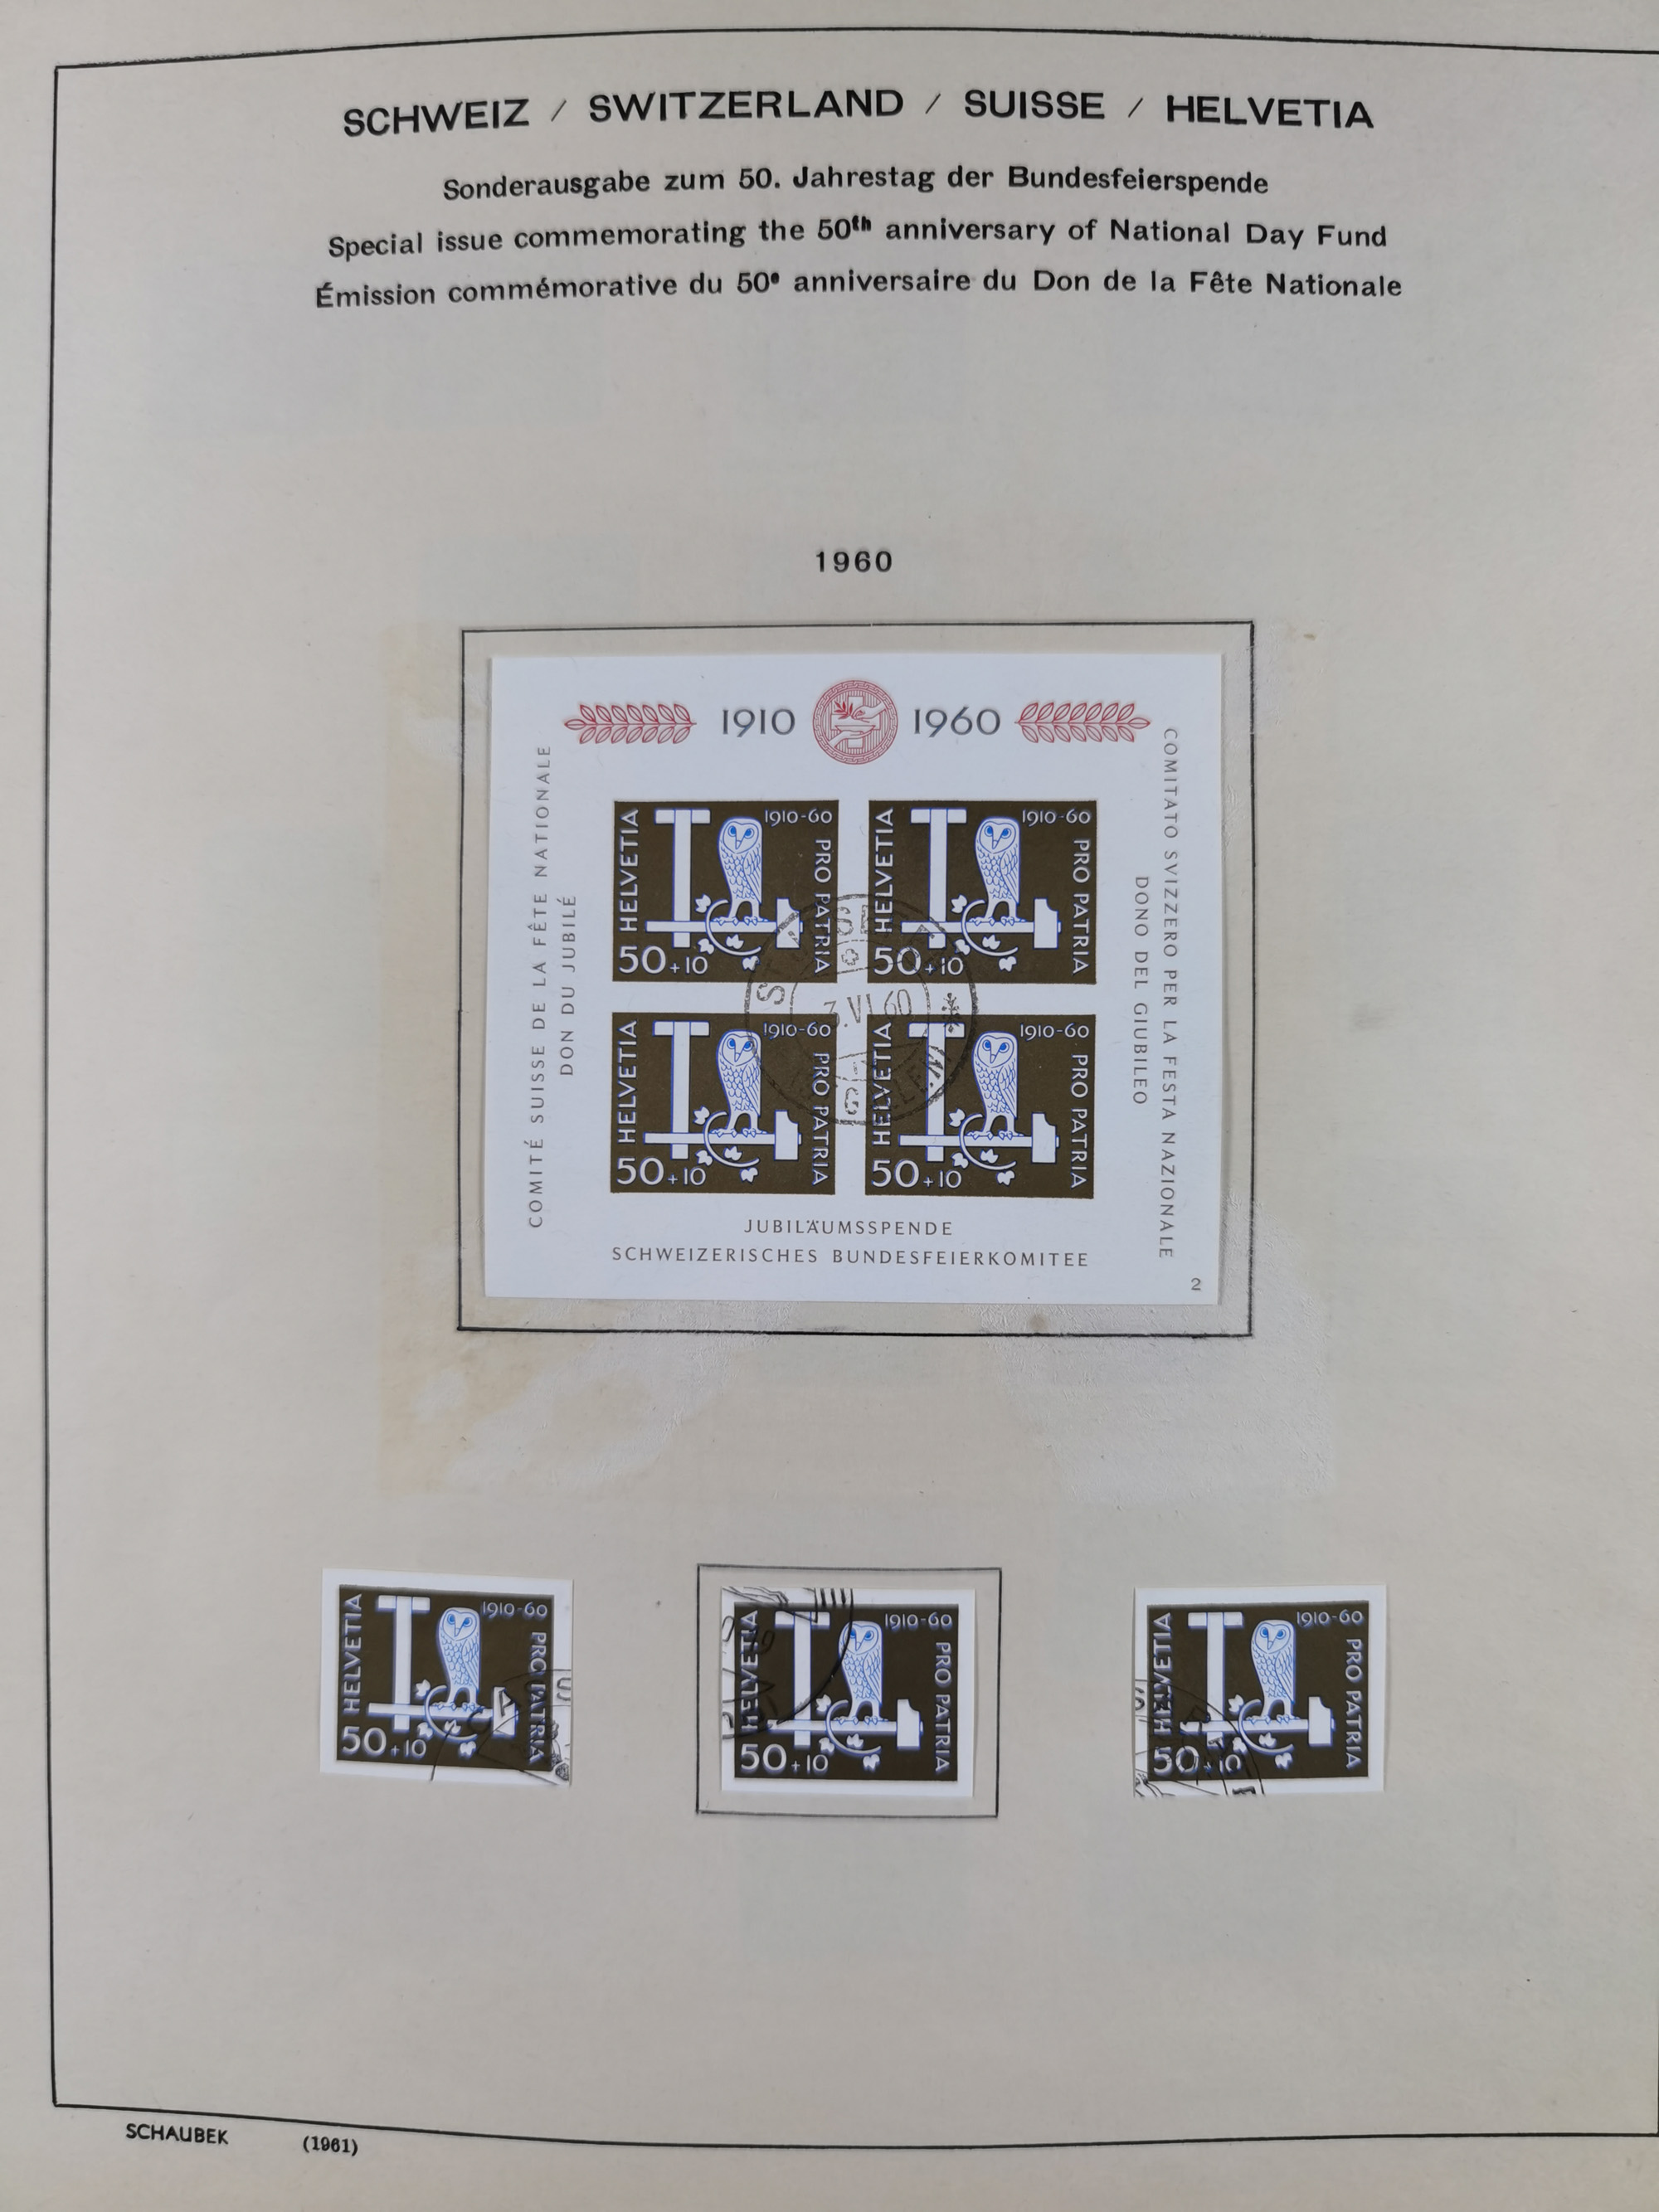 SCHWEIZ / SWITZERLAND / SUISSE / HELVETIA
Sonderausgabe zum 50. Jahrestag der Bundesfeierspende
Special issue commemorating the 50th anniversary of National Day Fund
Émission commémorative du 50e anniversaire du Don de la Fête Nationale
1960
1910 1960
COMITÉ SUISSE DE LA FÊTE NATIONALE
DON DU JUBILÉ
COMITATO SVIZZERO PER LA FESTA NAZIONALE
DONO DEL GIUBILEO
HELVETIA
1910-60
PRO PATRIA
50+10
HELVETIA
1910-60
PRO PATRIA
50+10
3.VI.60
HELVETIA
1910-60
PRO PATRIA
50+10
HELVETIA
1910-60
PRO PATRIA
50+10
JUBILÄUMSSPENDE
SCHWEIZERISCHES BUNDESFEIERKOMITEE
2
HELVETIA
1910-60
PRO PATRIA
50+10
HELVETIA
1910-60
PRO PATRIA
50+10
HELVETIA
1910-60
PRO PATRIA
50+10
SCHAUBEK (1961)